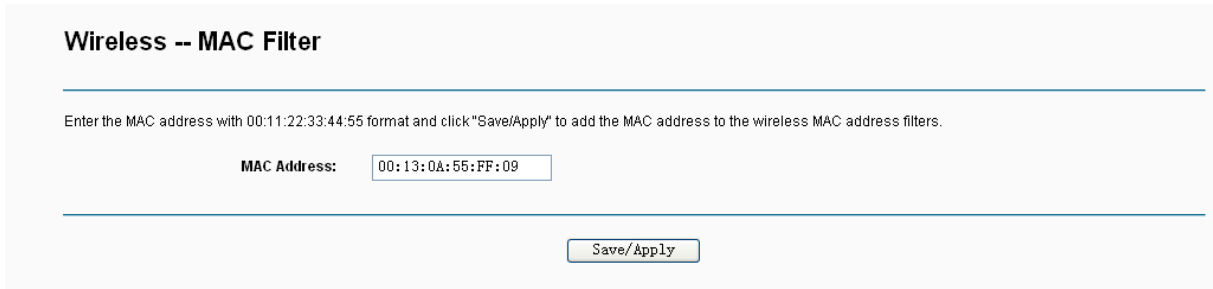 Wireless -- MAC Filter
Enter the MAC address with 00:11:22:33:44:55 format and click "Save/Apply" to add the MAC address to the wireless MAC address filters.
MAC Address: 00:13:0A:55:FF:09
Save/Apply